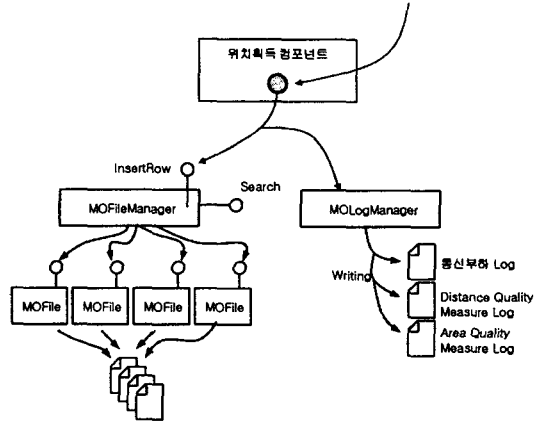 위치획득 컴포넌트
InsertRow
Search
MOFileManager
MOLogManager
MOFile
MOFile
MOFile
MOFile
Writing
통신부하 Log
Distance Quality
Measure Log
Area Quality
Measure Log